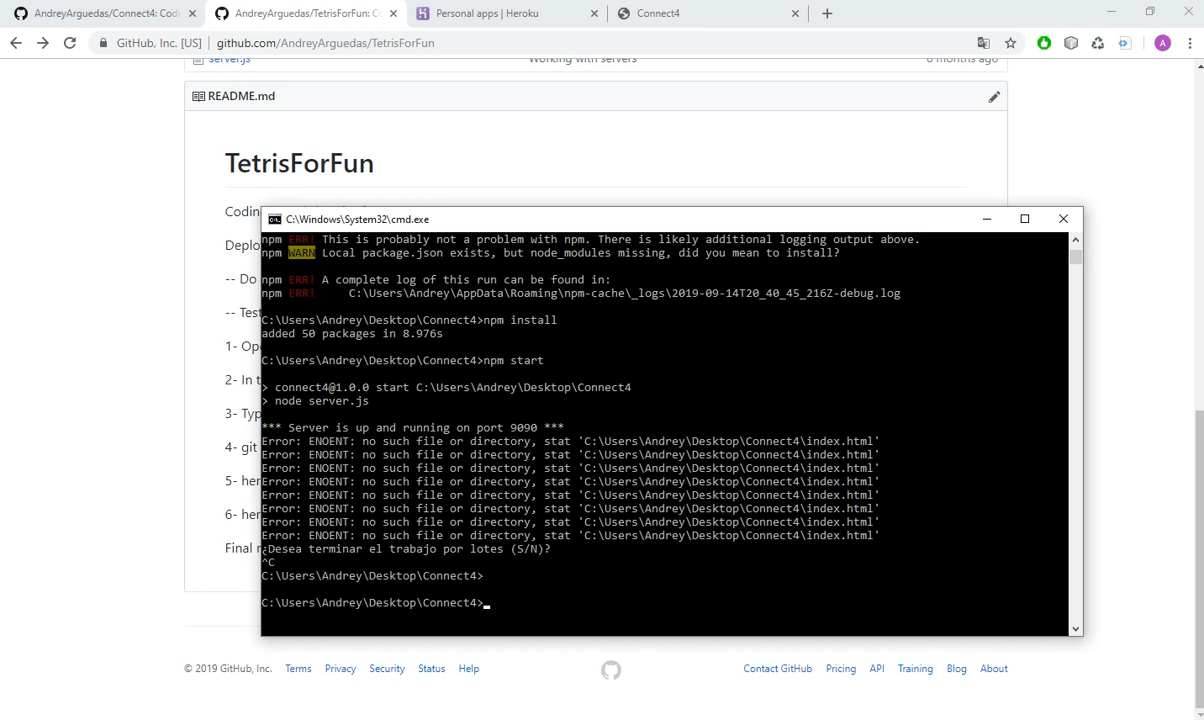 AndreyArguedas/Connect4: Codi
AndreyArguedas/TetrisForFun: Co
Personal apps | Heroku
Connect4
GitHub, Inc. [US]
github.com/AndreyArguedas/TetrisForFun
A
server.js
Working with servers
6 months ago
README.md
TetrisForFun
Codin
Deplo
-- Do
-- Test
1- Ope
2- In t
3- Typ
4- git
5- her
6- her
Final n
C:\Windows\System32\cmd.exe
npm ERR! This is probably not a problem with npm. There is likely additional logging output above.
npm WARN Local package.json exists, but node_modules missing, did you mean to install?
npm ERR! A complete log of this run can be found in:
npm ERR!     C:\Users\Andrey\AppData\Roaming\npm-cache\_logs\2019-09-14T20_40_45_216Z-debug.log
C:\Users\Andrey\Desktop\Connect4>npm install
added 50 packages in 8.976s
C:\Users\Andrey\Desktop\Connect4>npm start
> connect4@1.0.0 start C:\Users\Andrey\Desktop\Connect4
> node server.js
*** Server is up and running on port 9090 ***
Error: ENOENT: no such file or directory, stat 'C:\Users\Andrey\Desktop\Connect4\index.html'
Error: ENOENT: no such file or directory, stat 'C:\Users\Andrey\Desktop\Connect4\index.html'
Error: ENOENT: no such file or directory, stat 'C:\Users\Andrey\Desktop\Connect4\index.html'
Error: ENOENT: no such file or directory, stat 'C:\Users\Andrey\Desktop\Connect4\index.html'
Error: ENOENT: no such file or directory, stat 'C:\Users\Andrey\Desktop\Connect4\index.html'
Error: ENOENT: no such file or directory, stat 'C:\Users\Andrey\Desktop\Connect4\index.html'
Error: ENOENT: no such file or directory, stat 'C:\Users\Andrey\Desktop\Connect4\index.html'
Error: ENOENT: no such file or directory, stat 'C:\Users\Andrey\Desktop\Connect4\index.html'
¿Desea terminar el trabajo por lotes (S/N)?
^C
C:\Users\Andrey\Desktop\Connect4>
C:\Users\Andrey\Desktop\Connect4>
© 2019 GitHub, Inc. Terms Privacy Security Status Help Contact GitHub Pricing API Training Blog About